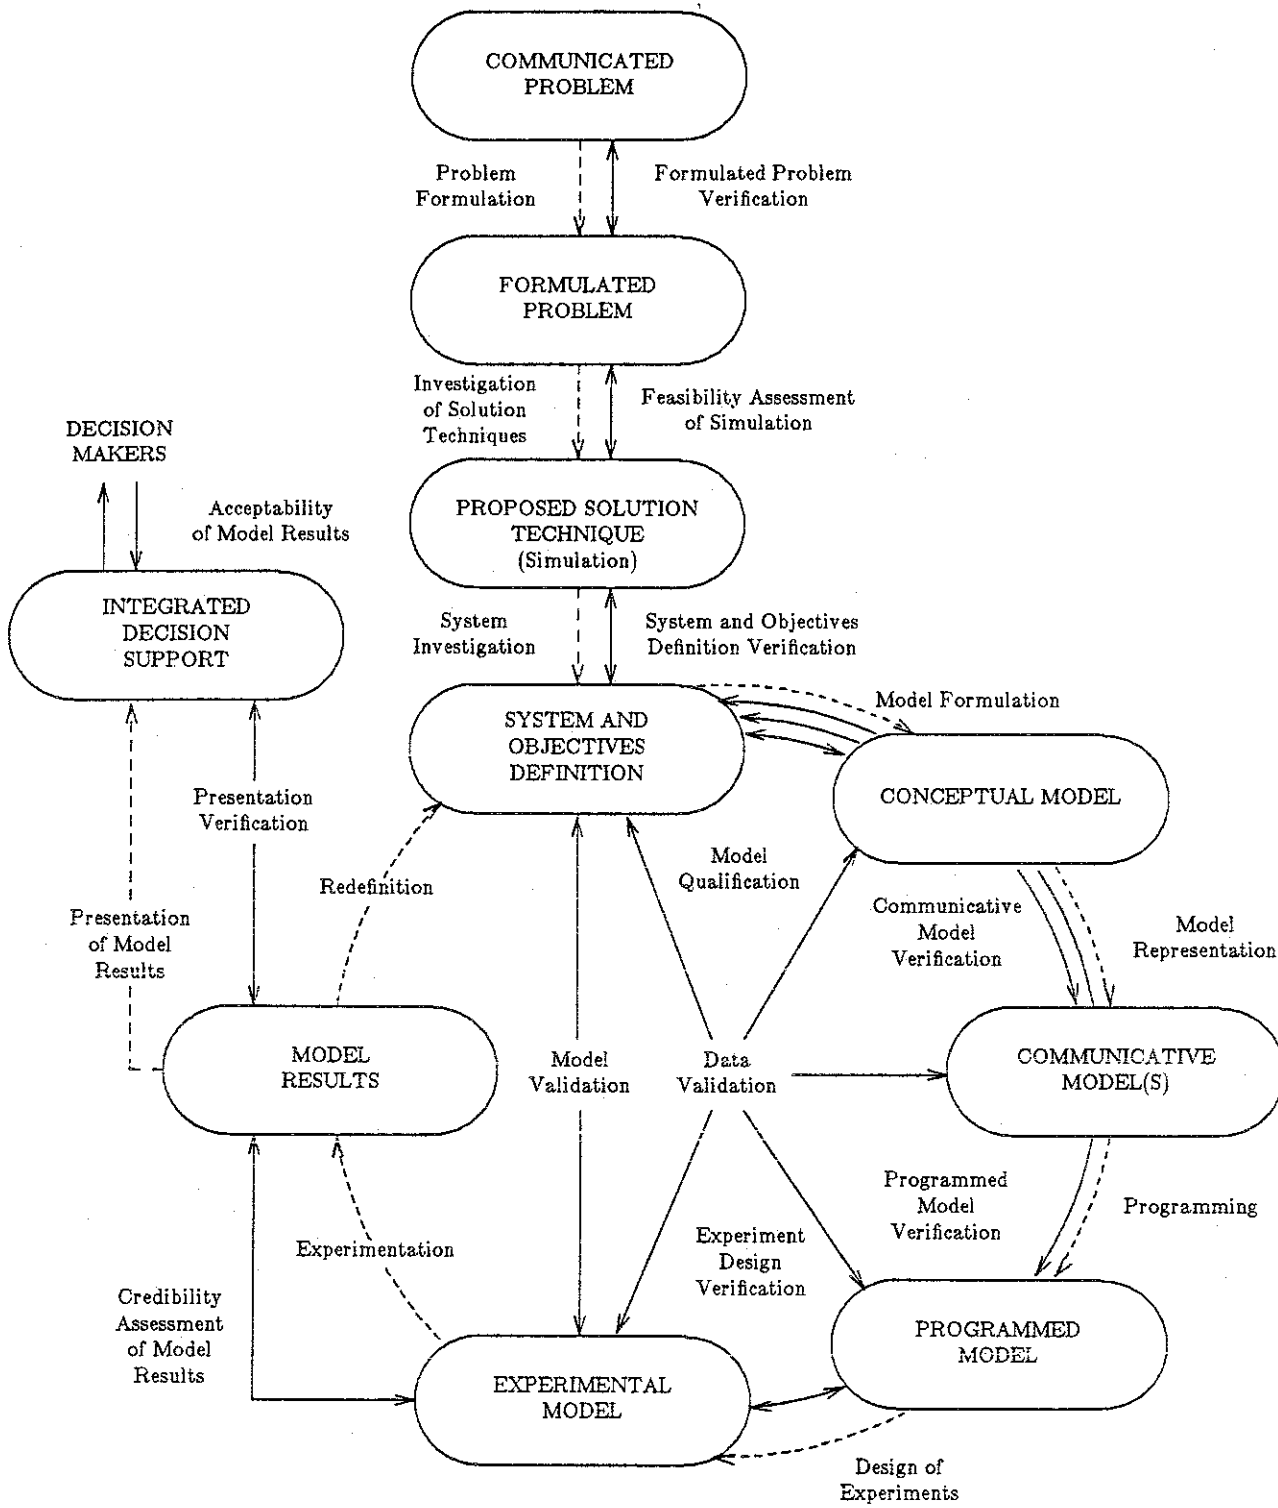 COMMUNICATED
PROBLEM
Problem
Formulation
Formulated Problem
Verification
FORMULATED
PROBLEM
Investigation
of Solution
Techniques
Feasibility Assessment
of Simulation
DECISION
MAKERS
Acceptability
of Model Results
PROPOSED SOLUTION
TECHNIQUE
(Simulation)
INTEGRATED
DECISION
SUPPORT
System
Investigation
System and Objectives
Definition Verification
SYSTEM AND
OBJECTIVES
DEFINITION
Model Formulation
CONCEPTUAL MODEL
Presentation
Verification
Redefinition
Model
Qualification
Presentation
of Model
Results
Communicative
Model
Verification
Model
Representation
MODEL
RESULTS
Model
Validation
Data
Validation
COMMUNICATIVE
MODEL(S)
Programmed
Model
Verification
Programming
Experimentation
Experiment
Design
Verification
Credibility
Assessment
of Model
Results
PROGRAMMED
MODEL
EXPERIMENTAL
MODEL
Design of
Experiments